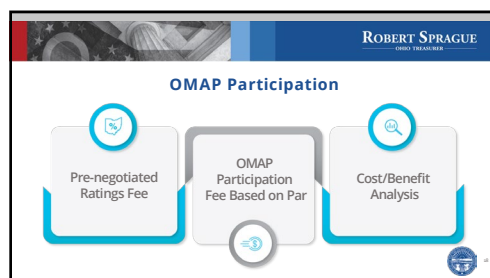 ROBERT SPRAGUE
OHIO TREASURER
OMAP Participation
%
Pre-negotiated
Ratings Fee
OMAP
Participation
Fee Based on Par
$
Cost/Benefit
Analysis